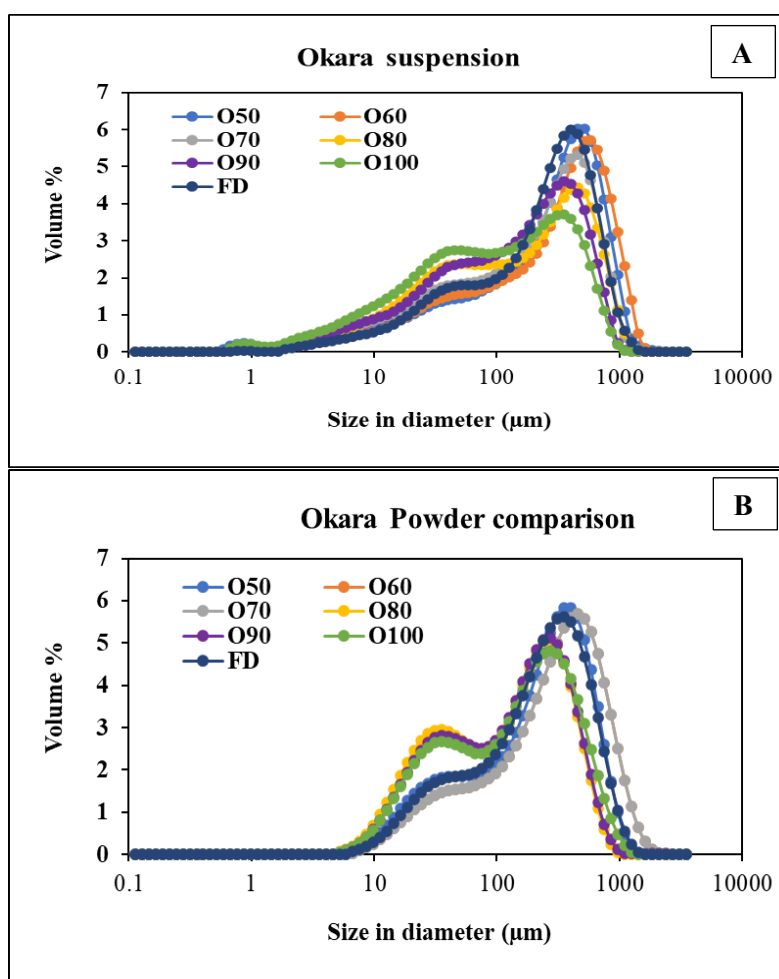 A
Okara suspension
7
6
5
4
3
2
1
0
O50 O60
O70 O80
O90 O100
FD
Volume %
0.1 1 10 100 1000 10000
Size in diameter (µm)
B
Okara Powder comparison
7
6
5
4
3
2
1
0
O50 O60
O70 O80
O90 O100
FD
Volume %
0.1 1 10 100 1000 10000
Size in diameter (µm)